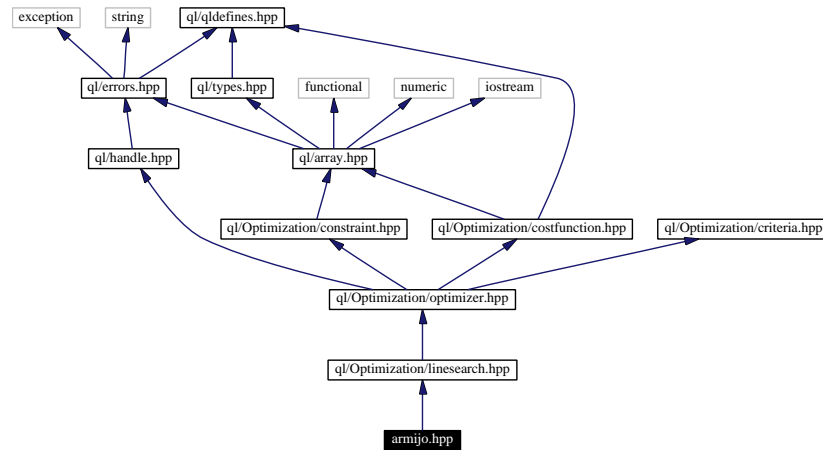 exception
string
ql/qldefines.hpp
ql/errors.hpp
ql/types.hpp
functional
numeric
iostream
ql/handle.hpp
ql/array.hpp
ql/Optimization/constraint.hpp
ql/Optimization/costfunction.hpp
ql/Optimization/criteria.hpp
ql/Optimization/optimizer.hpp
ql/Optimization/linesearch.hpp
armijo.hpp